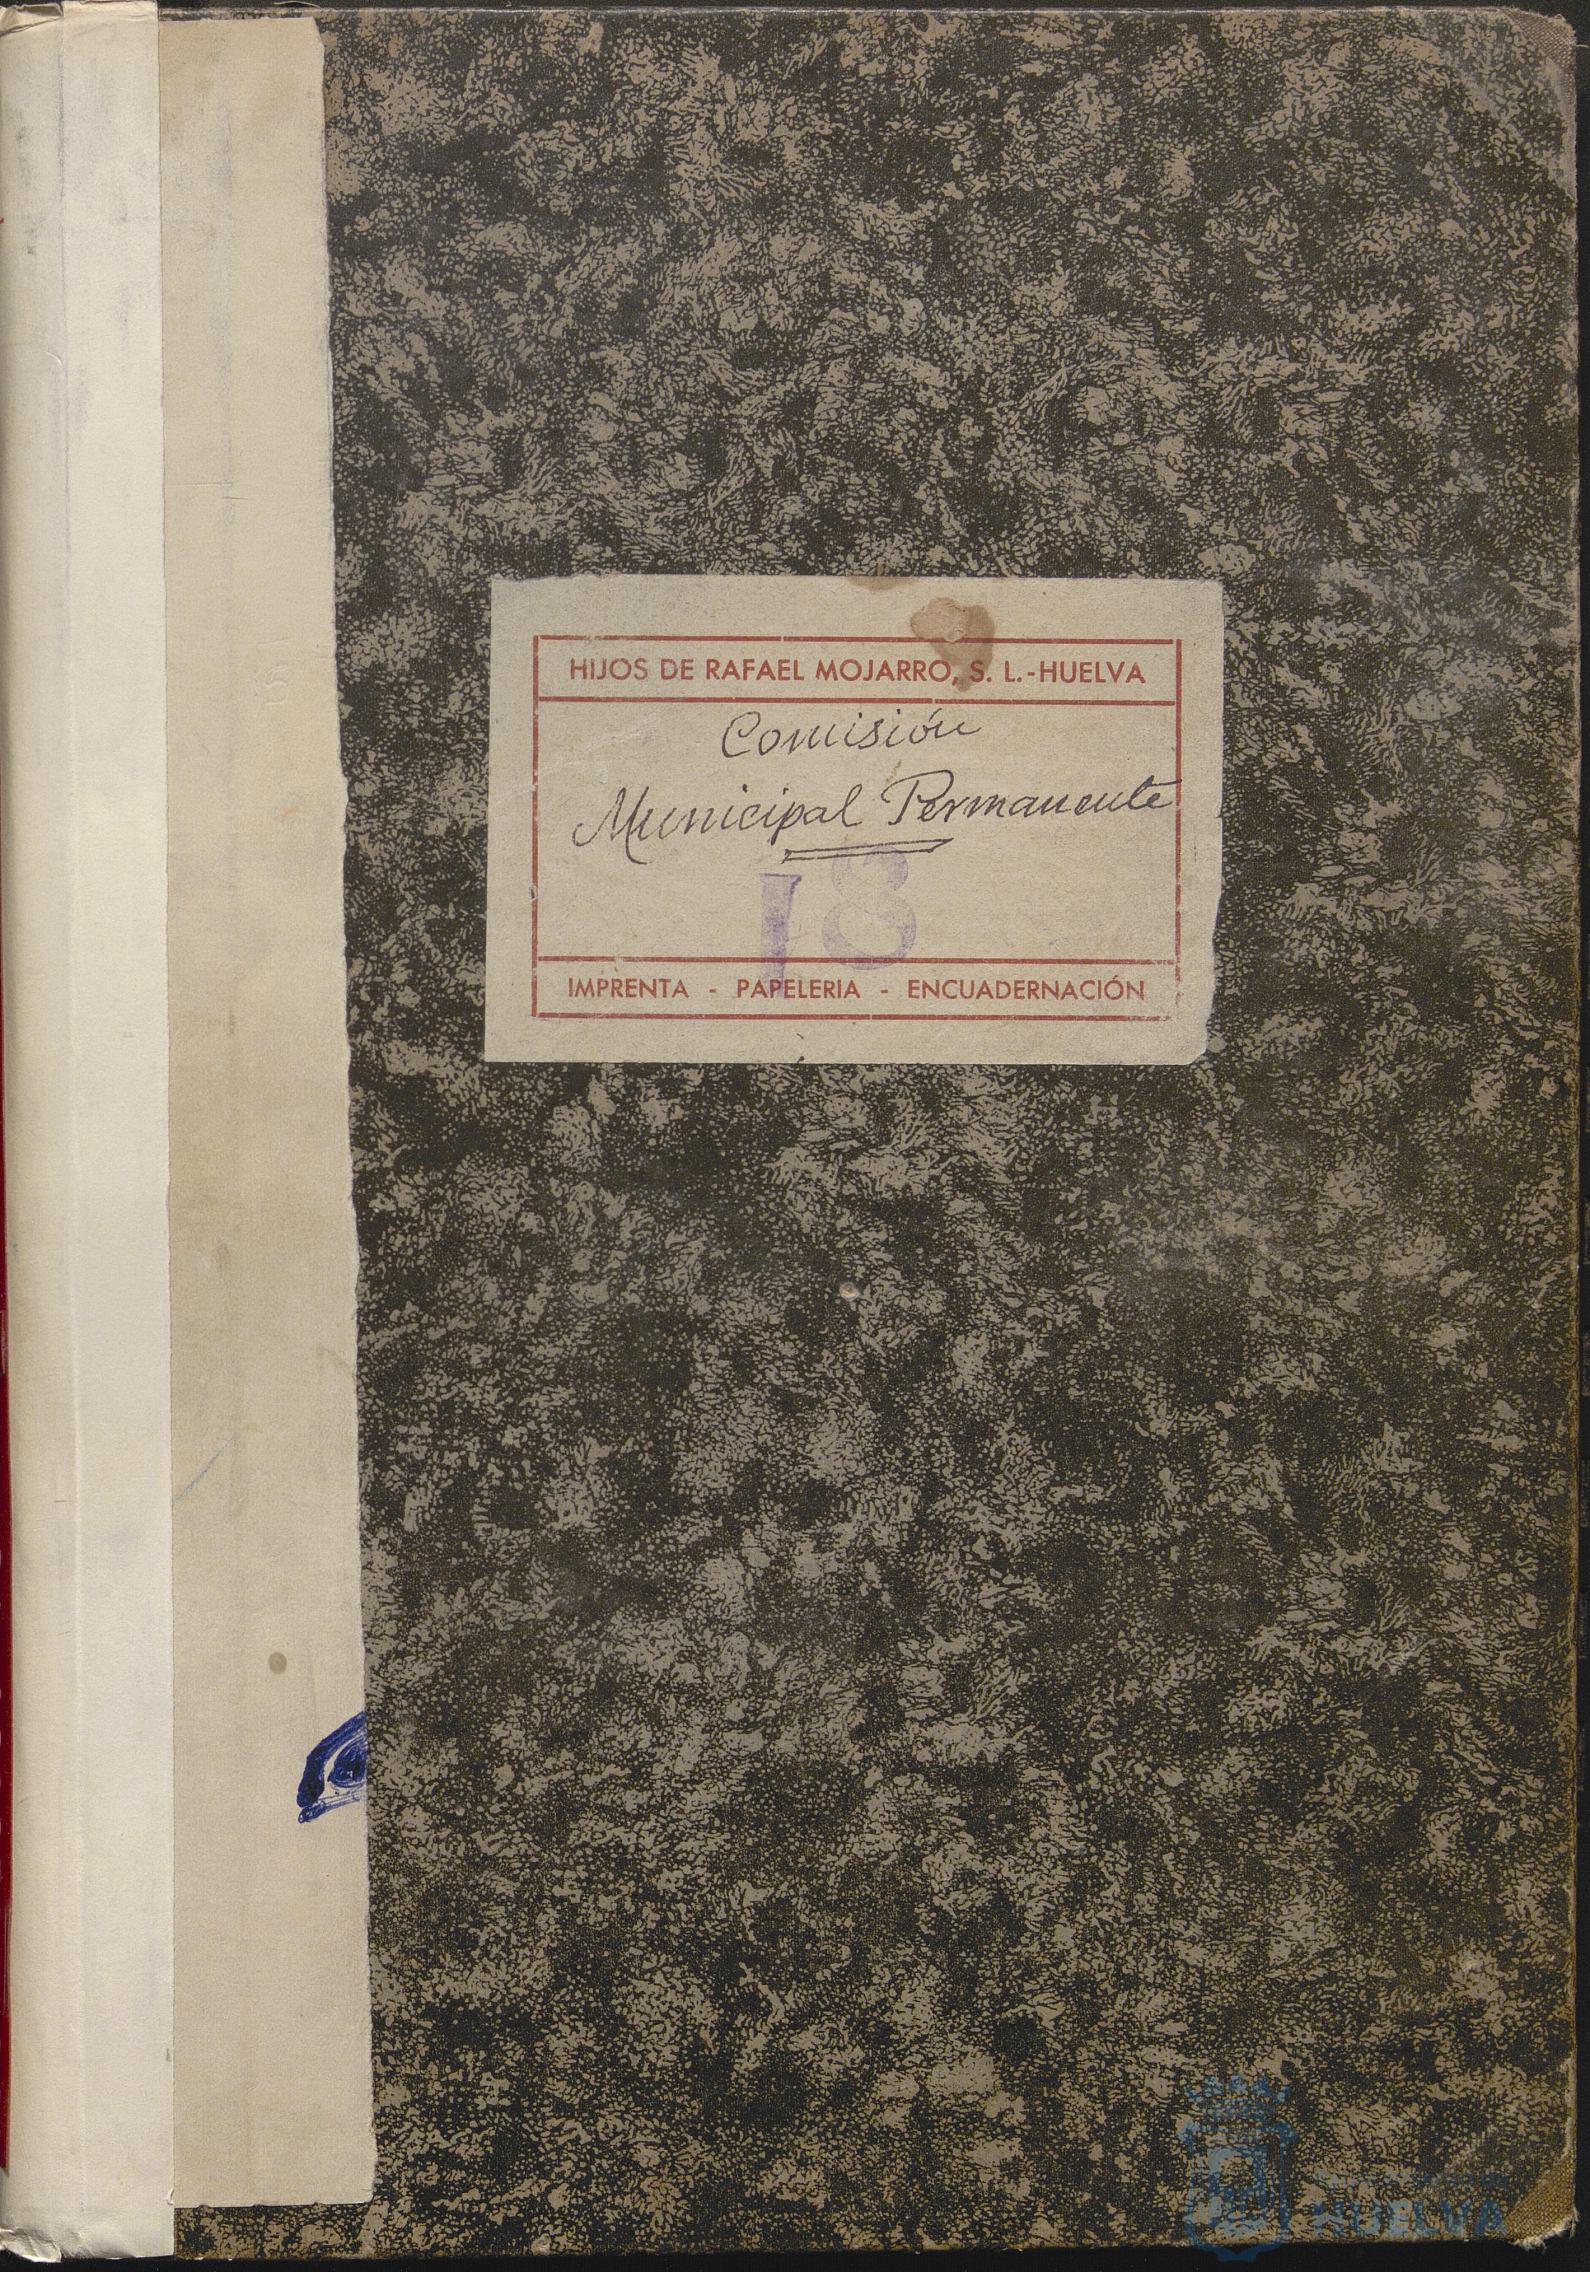 HIJOS DE RAFAEL MOJARRO, S. L.-HUELVA
Comisión
Municipal Permanente
18
IMPRENTA - PAPELERIA - ENCUADERNACIÓN
HUELVA